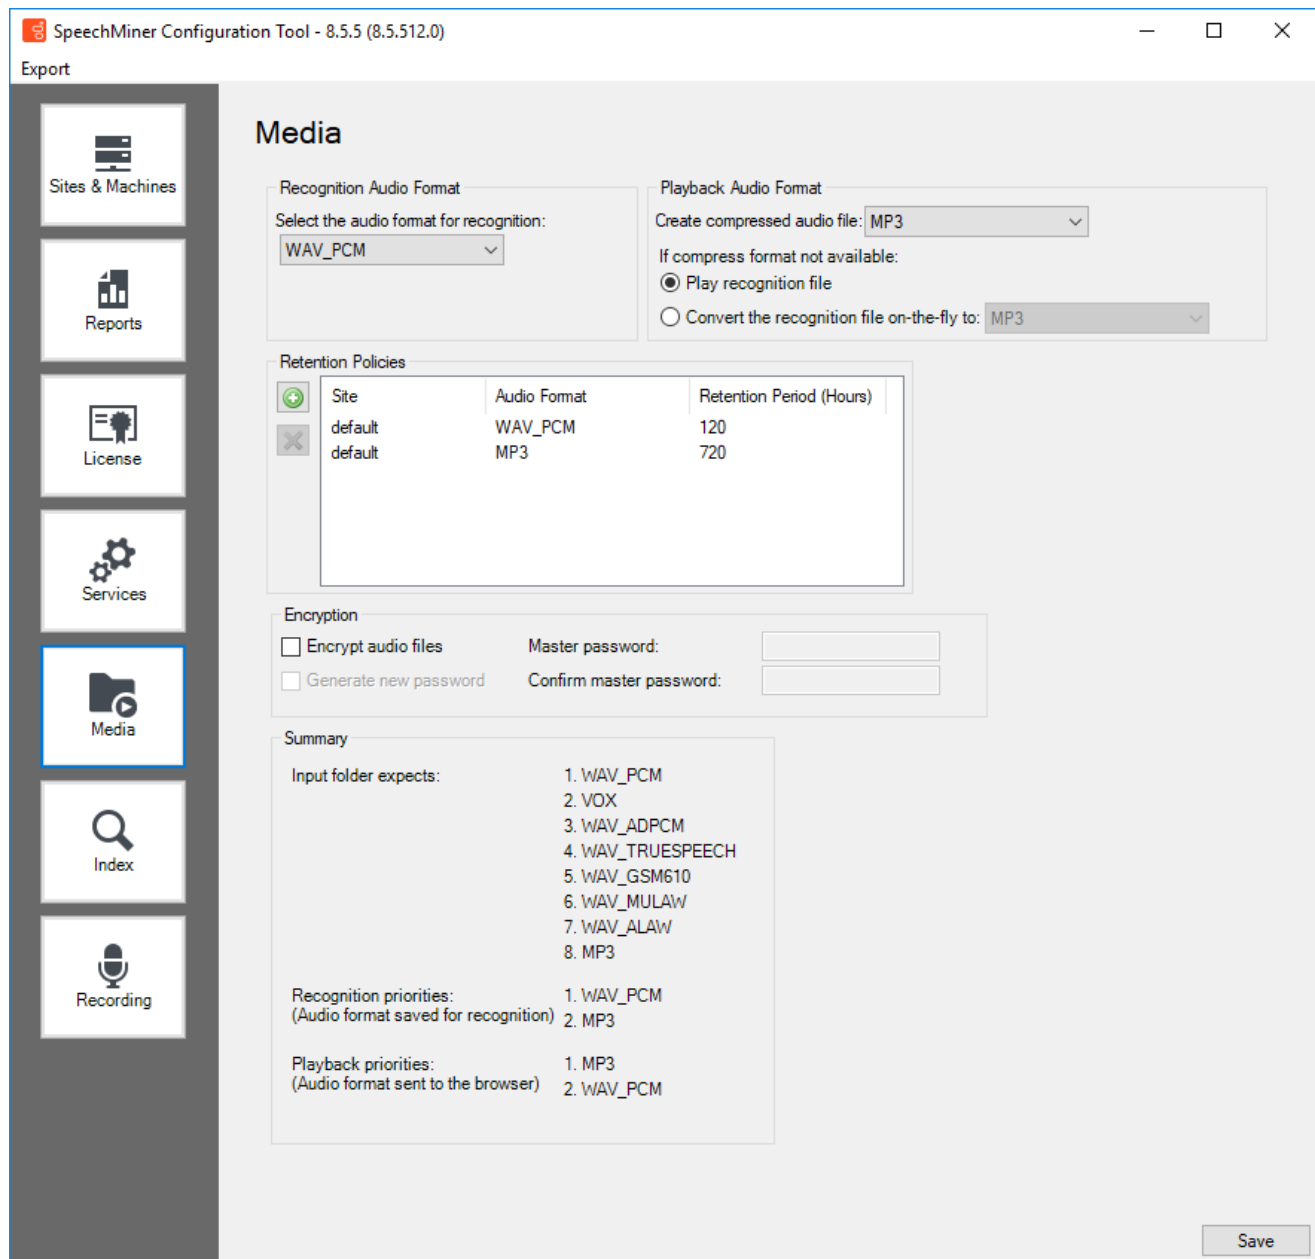 SpeechMiner Configuration Tool - 8.5.5 (8.5.512.0)
Export
Sites & Machines
Reports
License
Services
Media
Index
Recording
Media
Recognition Audio Format
Select the audio format for recognition:
WAV_PCM
Playback Audio Format
Create compressed audio file: MP3
If compress format not available:
Play recognition file
Convert the recognition file on-the-fly to: MP3
Retention Policies
Site Audio Format Retention Period (Hours)
default WAV_PCM 120
default MP3 720
Encryption
Encrypt audio files Master password:
Generate new password Confirm master password:
Summary
Input folder expects: 1. WAV_PCM
2. VOX
3. WAV_ADPCM
4. WAV_TRUESPEECH
5. WAV_GSM610
6. WAV_MULAW
7. WAV_ALAW
8. MP3
Recognition priorities: 1. WAV_PCM
(Audio format saved for recognition) 2. MP3
Playback priorities: 1. MP3
(Audio format sent to the browser) 2. WAV_PCM
Save